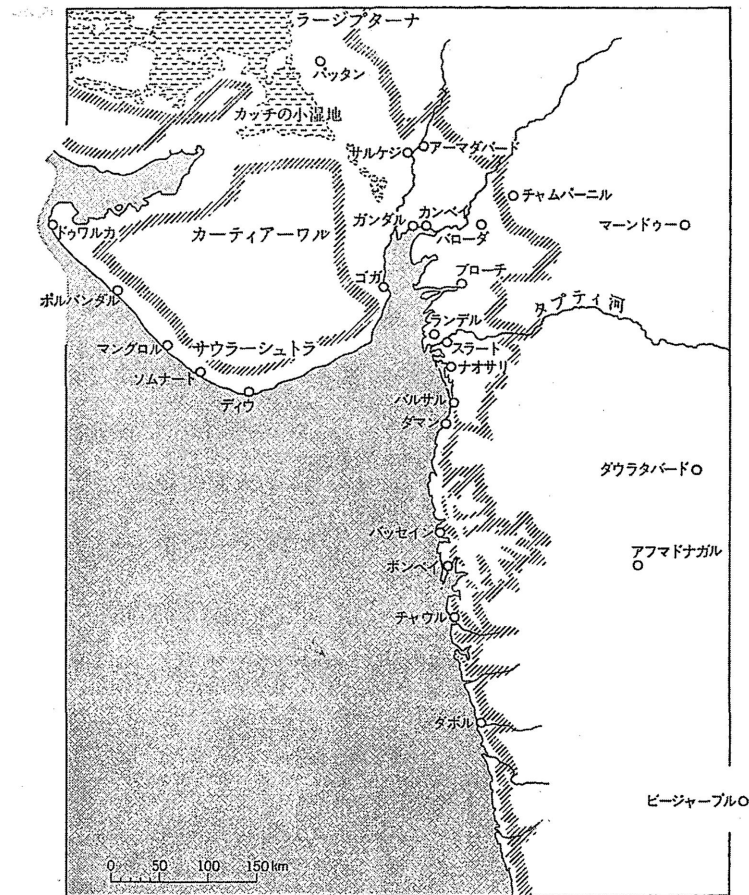 ラージプターナ
パッタン
カッチの小湿地
サルケジ
アーマダバード
チャムパーニル
ドゥワルカ
カーティアーワル
ガンダル
カンベイ
バローダ
マーンドゥー
ゴガ
ブローチ
ポルバンダル
タプティ河
ランデル
マングロル
サウラーシュトラ
スラート
ソムナート
ナオサリ
ディウ
バルサル
ダマン
ダウラタバード
バッセイン
アフマドナガル
ボンベイ
チャウル
ダボル
ビージャープル
0 50 100 150km